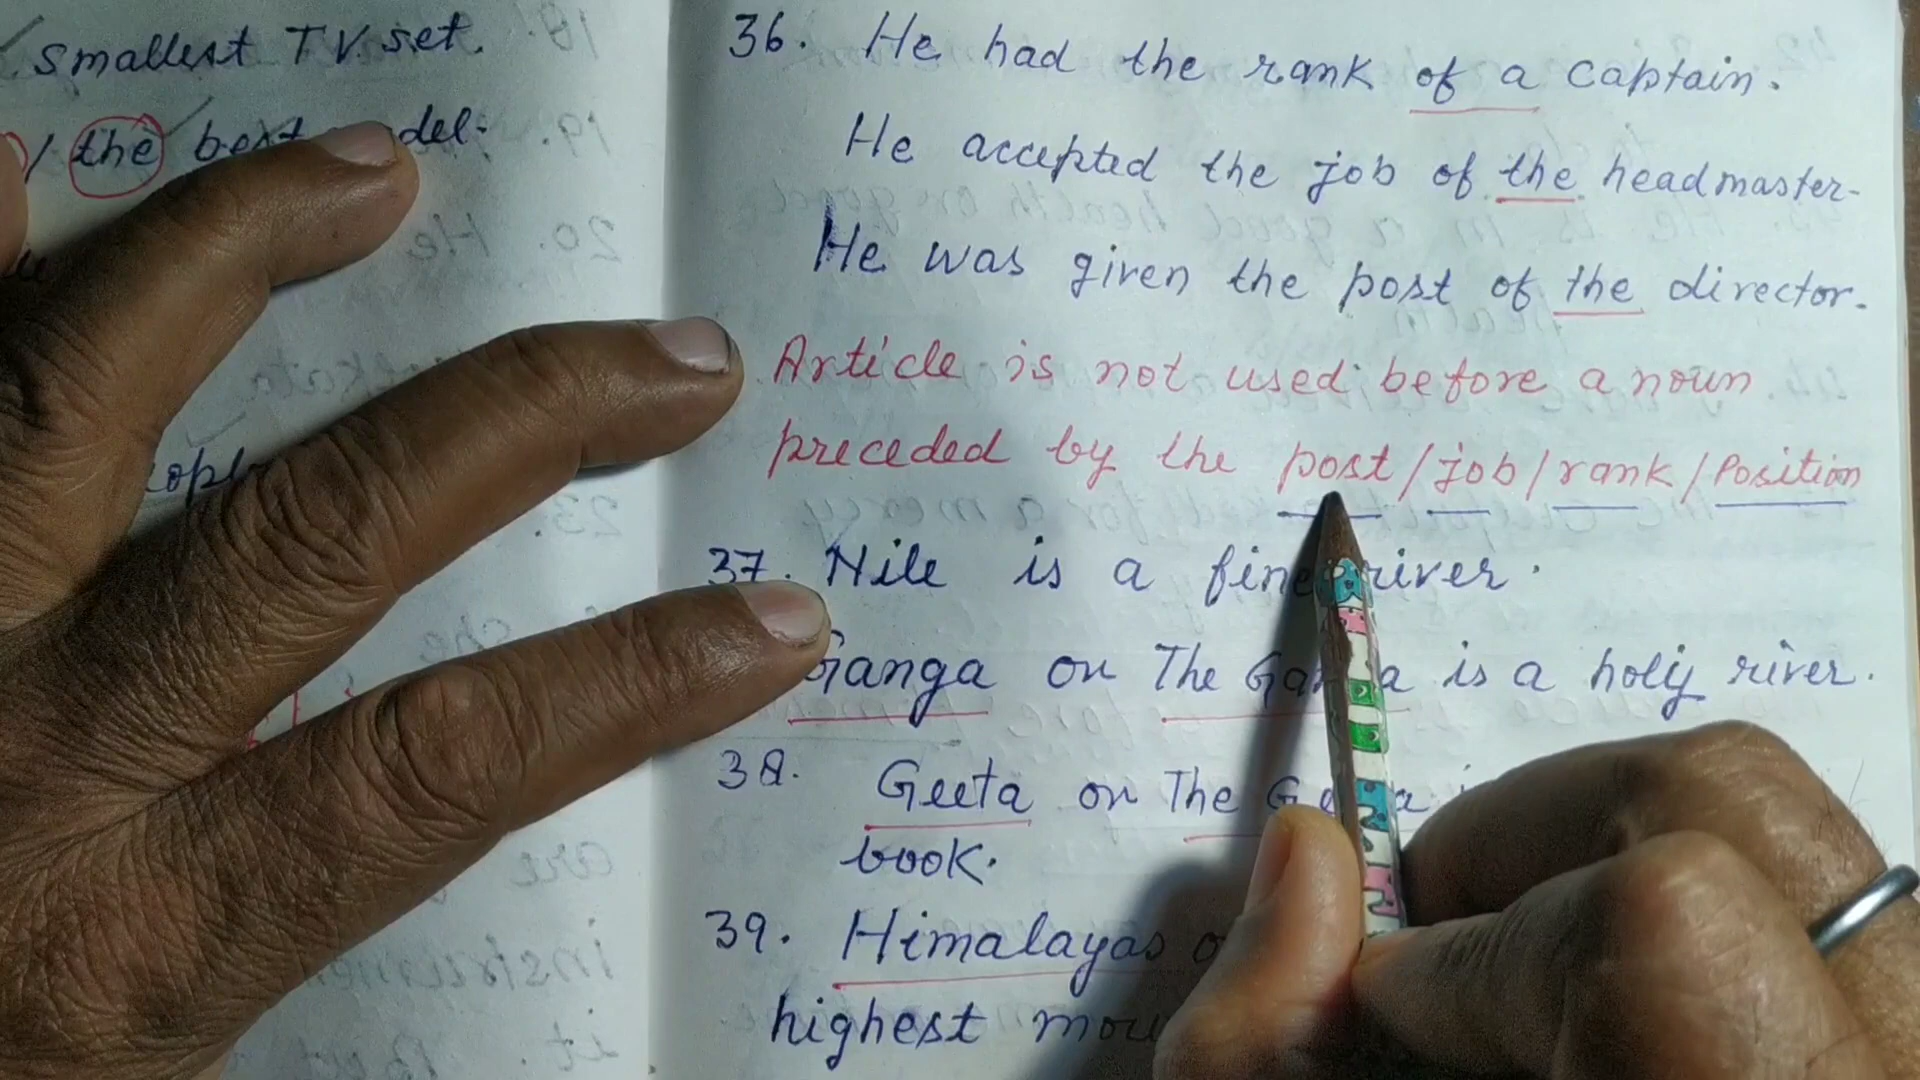 Smallest T.V. set.
/ the best
36. He had the rank of a captain.
He accepted the job of the headmaster.
He was given the post of the director.
Article is not used before a noun
preceded by the post / job / rank / Position
37. Nile is a fine river.
Ganga or The Ganga is a holy river.
38. Geeta or The Geeta
book.
39. Himalayas
highest